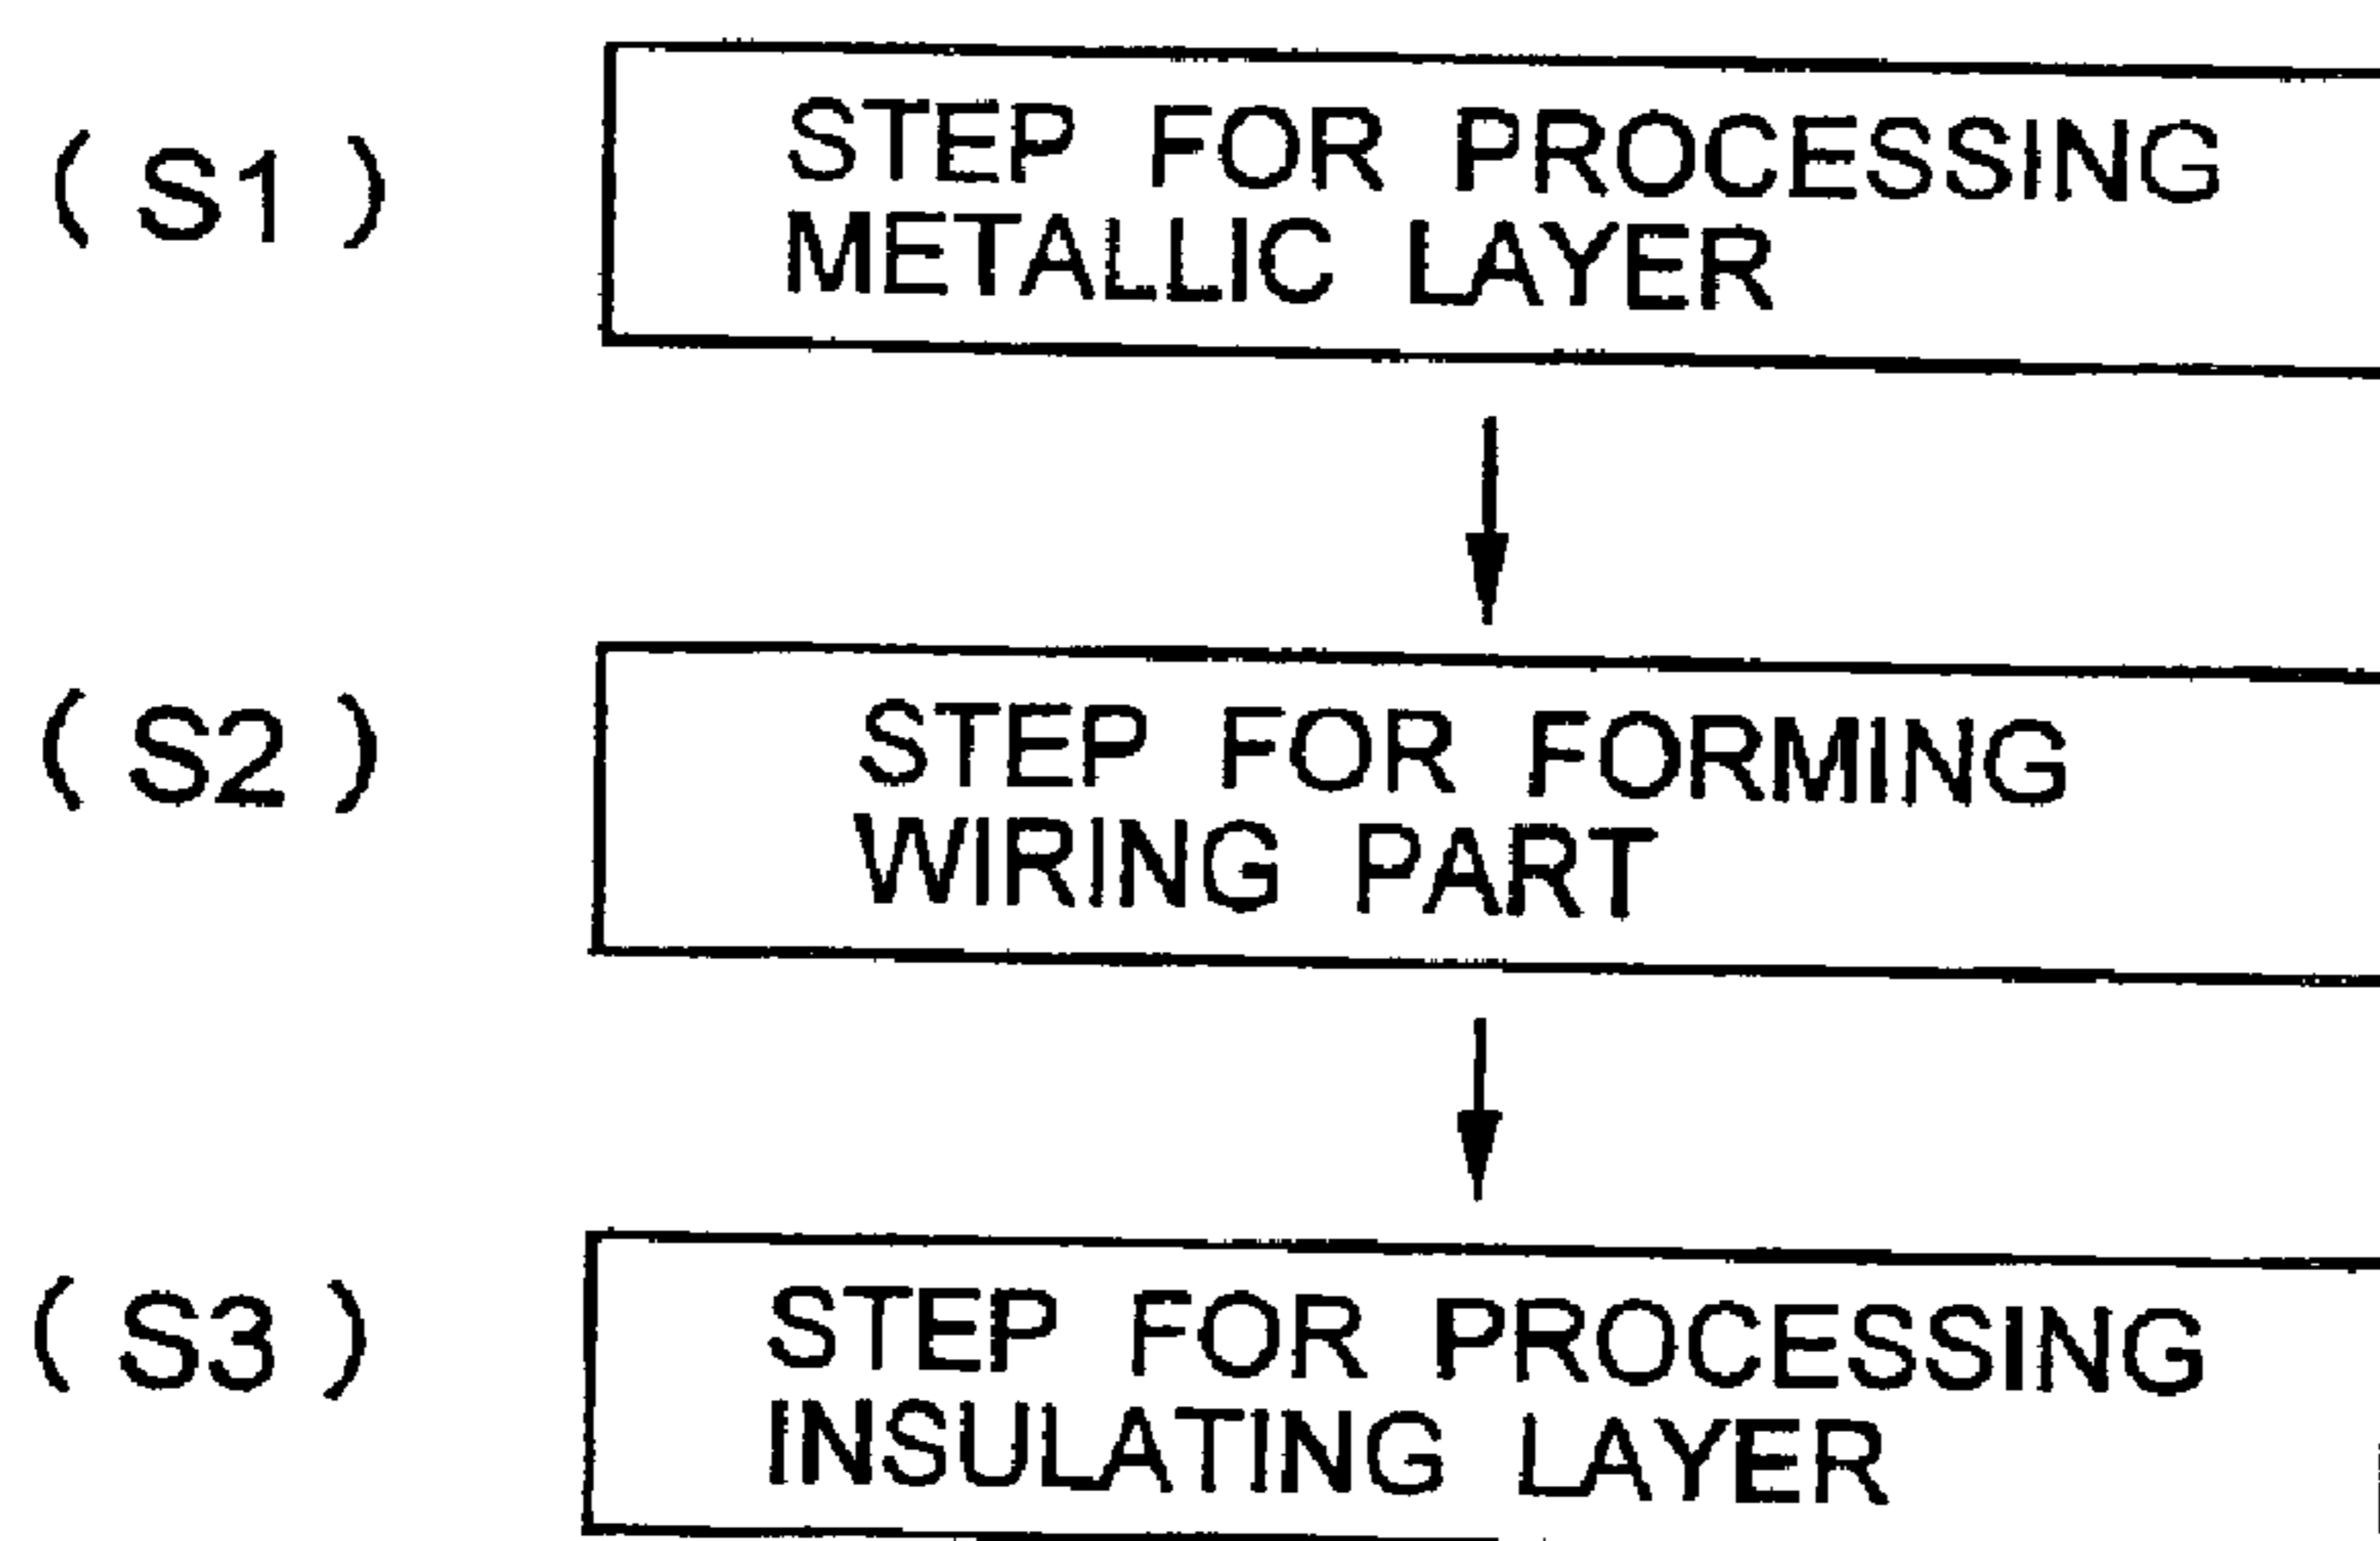 (S1)
STEP FOR PROCESSING
METALLIC LAYER
(S2)
STEP FOR FORMING
WIRING PART
(S3)
STEP FOR PROCESSING
INSULATING LAYER